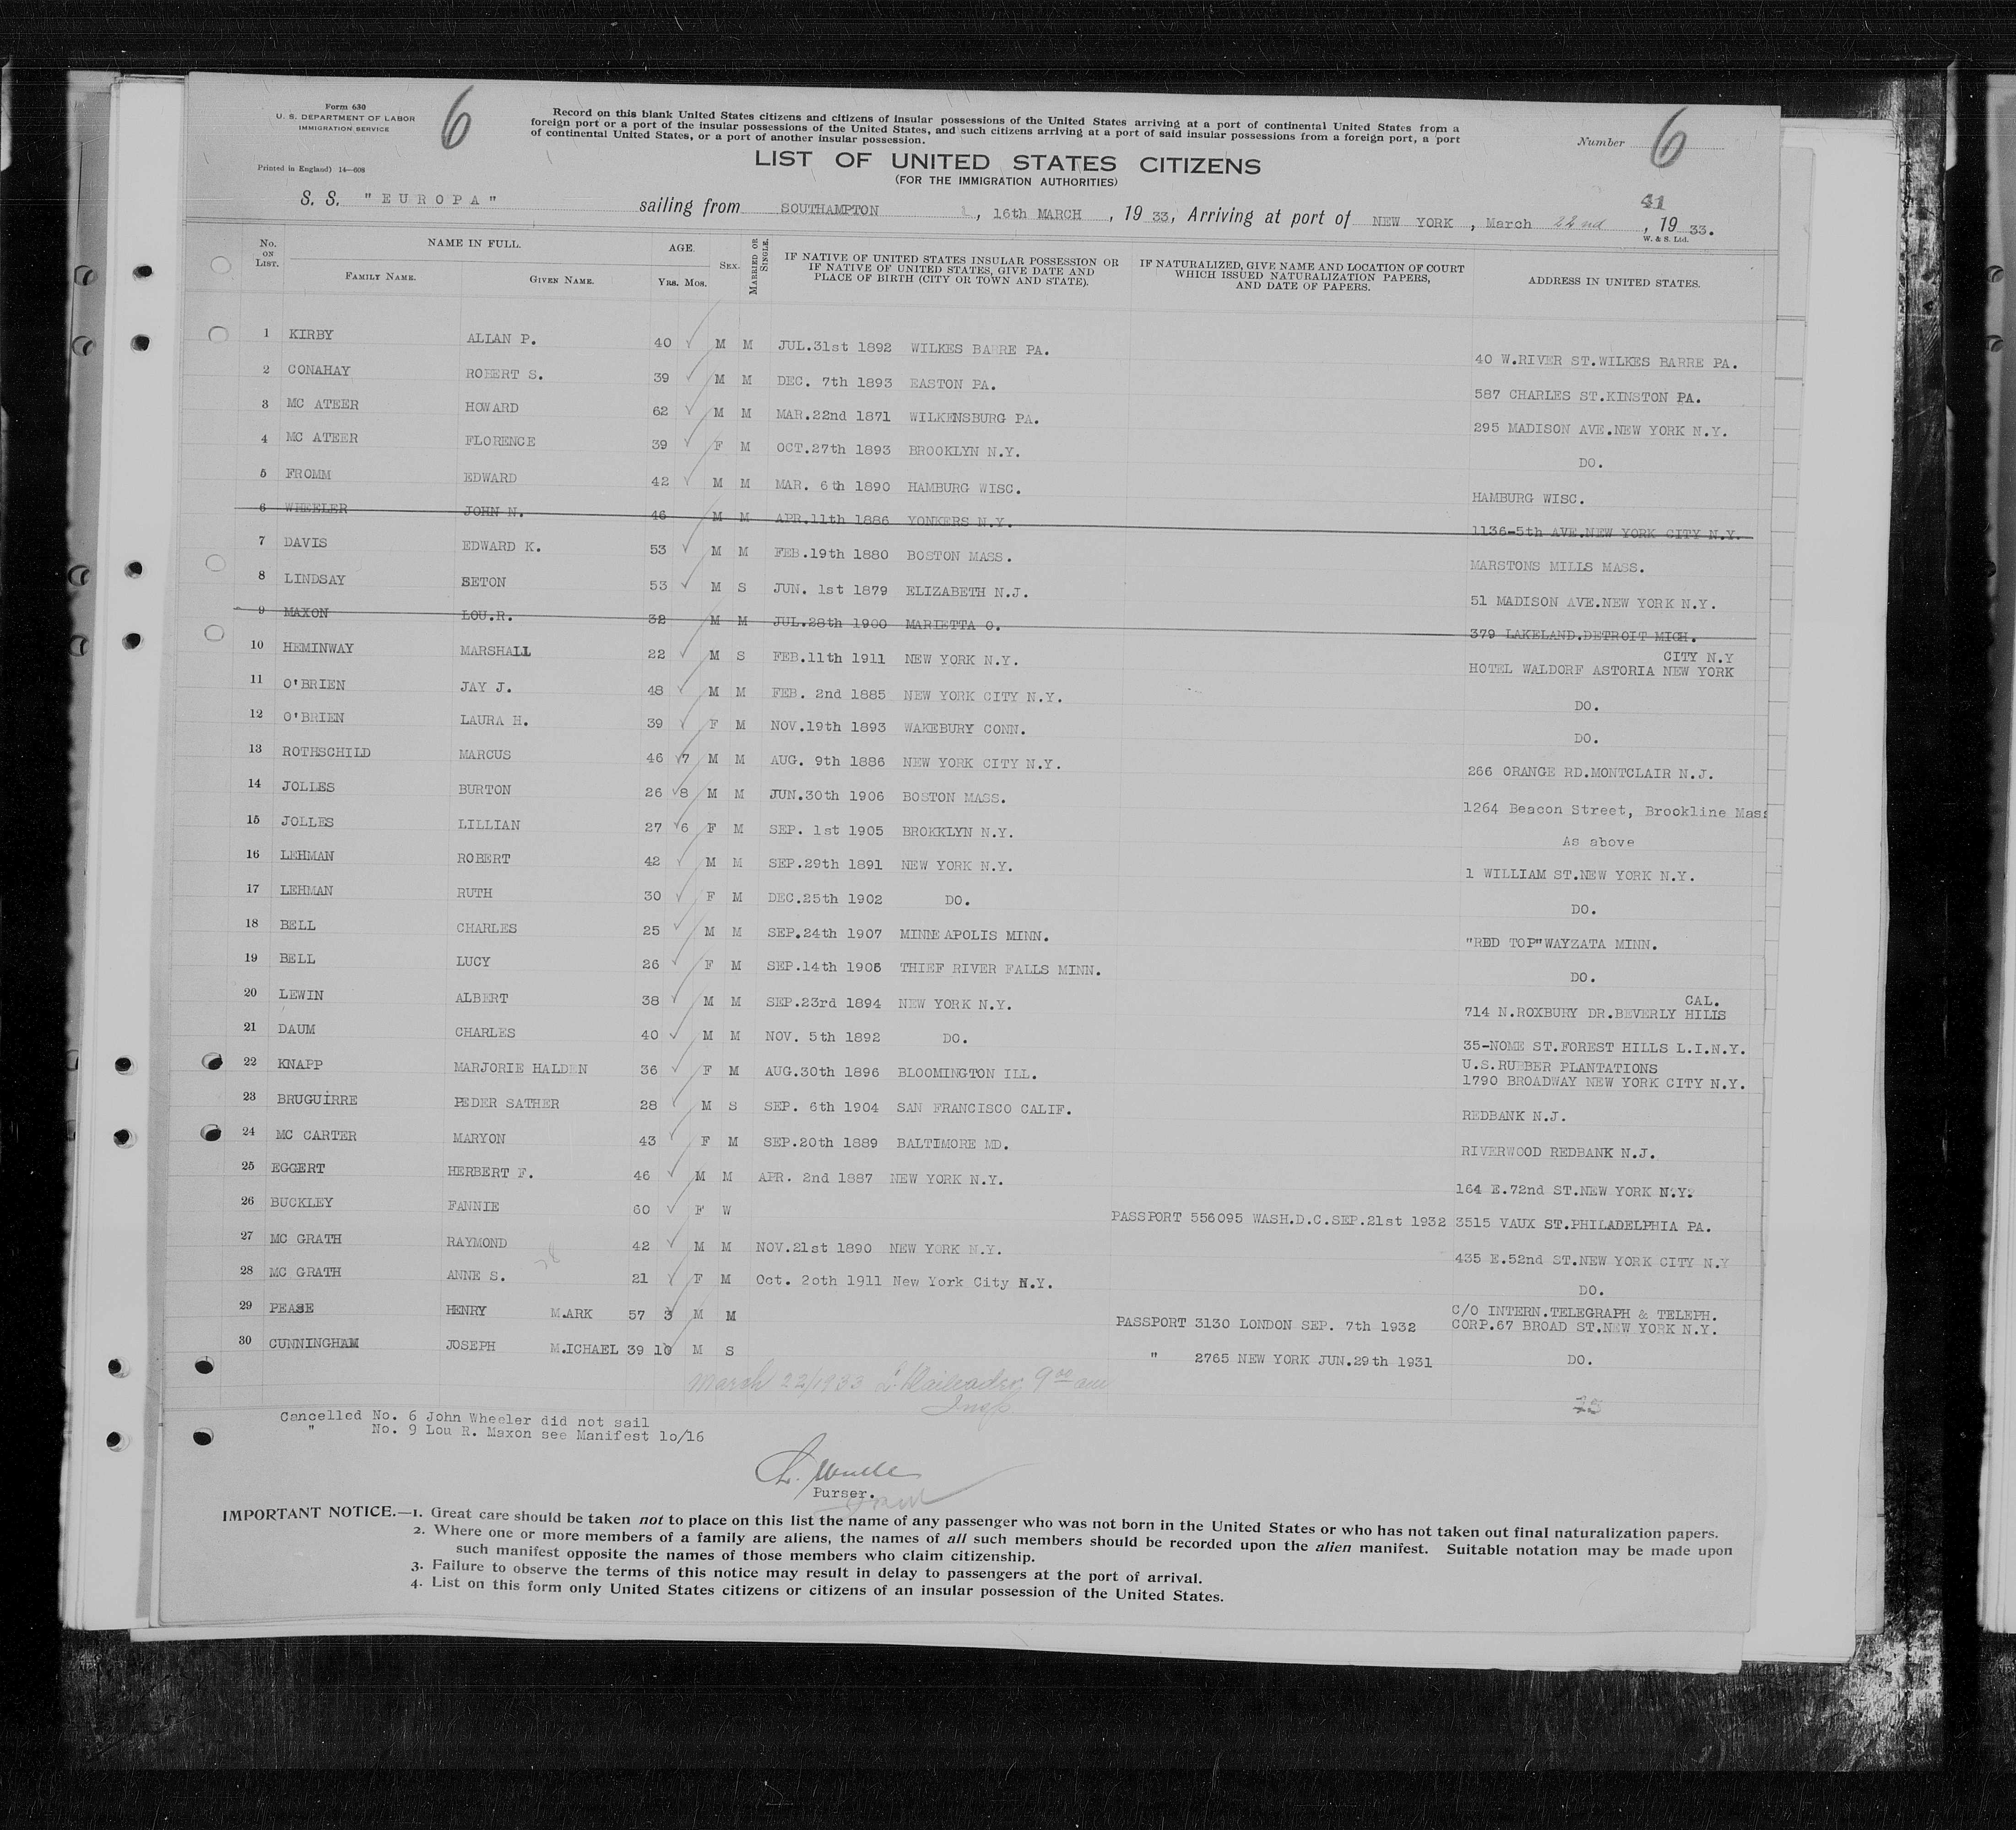 Form 630
U. S. DEPARTMENT OF LABOR
IMMIGRATION SERVICE
6
Record on this blank United States citizens and citizens of insular possessions of the United States arriving at a port of continental United States from a
foreign port or a port of the insular possessions of the United States, and such citizens arriving at a port of said insular possessions from a foreign port, a port
of continental United States, or a port of another insular possession.
Number 6
Printed in England) 14—608
LIST OF UNITED STATES CITIZENS
(FOR THE IMMIGRATION AUTHORITIES)
41
S. S. "EUROPA" sailing from SOUTHAMPTON, 16th MARCH, 1933, Arriving at port of NEW YORK, March 22nd, 1933.
W. & S. Ltd.
No. ON LIST. NAME IN FULL. FAMILY NAME. GIVEN NAME. AGE. Yrs. Mos. SEX. MARRIED OR SINGLE. IF NATIVE OF UNITED STATES INSULAR POSSESSION OR IF NATIVE OF UNITED STATES, GIVE DATE AND PLACE OF BIRTH (CITY OR TOWN AND STATE). IF NATURALIZED, GIVE NAME AND LOCATION OF COURT WHICH ISSUED NATURALIZATION PAPERS, AND DATE OF PAPERS. ADDRESS IN UNITED STATES.
1 KIRBY ALLAN P. 40 M M JUL.31st 1892 WILKES BARRE PA. 40 W.RIVER ST.WILKES BARRE PA.
2 CONAHAY ROBERT S. 39 M M DEC. 7th 1893 EASTON PA. 587 CHARLES ST.KINSTON PA.
3 MC ATEER HOWARD 62 M M MAR.22nd 1871 WILKENSBURG PA. 295 MADISON AVE.NEW YORK N.Y.
4 MC ATEER FLORENCE 39 F M OCT.27th 1893 BROOKLYN N.Y. DO.
5 FROMM EDWARD 42 M M MAR. 6th 1890 HAMBURG WISC. HAMBURG WISC.
6 WHEELER JOHN N. 46 M M APR.11th 1886 YONKERS N.Y. 1136-5th AVE.NEW YORK CITY N.Y.
7 DAVIS EDWARD K. 53 M M FEB.19th 1880 BOSTON MASS. MARSTONS MILLS MASS.
8 LINDSAY SETON 53 M S JUN. 1st 1879 ELIZABETH N.J. 51 MADISON AVE.NEW YORK N.Y.
9 MAXON LOU.R. 32 M M JUL.28th 1900 MARIETTA O. 379 LAKELAND.DETROIT MICH.
CITY N.Y
10 HEMINWAY MARSHALL 22 M S FEB.11th 1911 NEW YORK N.Y. HOTEL WALDORF ASTORIA NEW YORK
11 O'BRIEN JAY J. 48 M M FEB. 2nd 1885 NEW YORK CITY N.Y. DO.
12 O'BRIEN LAURA H. 39 F M NOV.19th 1893 WAKEBURY CONN. DO.
13 ROTHSCHILD MARCUS 46 7 M M AUG. 9th 1886 NEW YORK CITY N.Y. 266 ORANGE RD.MONTCLAIR N.J.
14 JOLLES BURTON 26 8 M M JUN.30th 1906 BOSTON MASS. 1264 Beacon Street, Brookline Mass
15 JOLLES LILLIAN 27 6 F M SEP. 1st 1905 BROKKLYN N.Y. As above
16 LEHMAN ROBERT 42 M M SEP.29th 1891 NEW YORK N.Y. 1 WILLIAM ST.NEW YORK N.Y.
17 LEHMAN RUTH 30 F M DEC.25th 1902 DO. DO.
18 BELL CHARLES 25 M M SEP.24th 1907 MINNEAPOLIS MINN. "RED TOP"WAYZATA MINN.
19 BELL LUCY 26 F M SEP.14th 1906 THIEF RIVER FALLS MINN. DO.
CAL.
20 LEWIN ALBERT 38 M M SEP.23rd 1894 NEW YORK N.Y. 714 N.ROXBURY DR.BEVERLY HILLS
21 DAUM CHARLES 40 M M NOV. 5th 1892 DO. 35-NOME ST.FOREST HILLS L.I.N.Y.
U.S.RUBBER PLANTATIONS
22 KNAPP MARJORIE HALDEN 36 F M AUG.30th 1896 BLOOMINGTON ILL. 1790 BROADWAY NEW YORK CITY N.Y.
23 BRUGUIRRE PEDER SATHER 28 M S SEP. 6th 1904 SAN FRANCISCO CALIF. REDBANK N.J.
24 MC CARTER MARYON 43 F M SEP.20th 1889 BALTIMORE MD. RIVERWOOD REDBANK N.J.
25 EGGERT HERBERT F. 46 M M APR. 2nd 1887 NEW YORK N.Y. 164 E.72nd ST.NEW YORK N.Y.
26 BUCKLEY FANNIE 60 F W PASSPORT 556095 WASH.D.C.SEP.21st 1932 3515 VAUX ST.PHILADELPHIA PA.
27 MC GRATH RAYMOND 42 M M NOV.21st 1890 NEW YORK N.Y. 435 E.52nd ST.NEW YORK CITY N.Y
28 MC GRATH ANNE S. 21 F M Oct. 2oth 1911 New York City N.Y. DO.
C/O INTERN.TELEGRAPH & TELEPH.
29 PEASE HENRY M.ARK 57 3 M M PASSPORT 3130 LONDON SEP. 7th 1932 CORP.67 BROAD ST.NEW YORK N.Y.
30 CUNNINGHAM JOSEPH M.ICHAEL 39 10 M S " 2765 NEW YORK JUN.29th 1931 DO.
March 22/1933 9 00 am
Insp
Cancelled No. 6 John Wheeler did not sail
" No. 9 Lou R. Maxon see Manifest 1o/16
Purser.
IMPORTANT NOTICE.—1. Great care should be taken not to place on this list the name of any passenger who was not born in the United States or who has not taken out final naturalization papers.
2. Where one or more members of a family are aliens, the names of all such members should be recorded upon the alien manifest. Suitable notation may be made upon
such manifest opposite the names of those members who claim citizenship.
3. Failure to observe the terms of this notice may result in delay to passengers at the port of arrival.
4. List on this form only United States citizens or citizens of an insular possession of the United States.